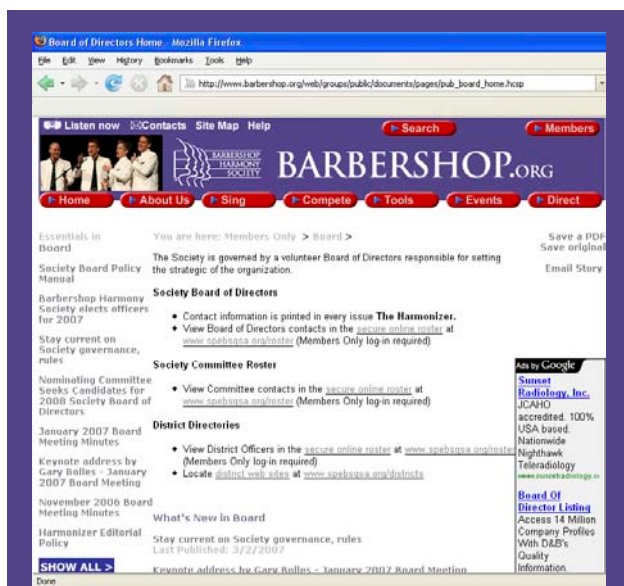 Board of Directors Home - Mozilla Firefox
File Edit View History Bookmarks Tools Help
http://www.barbershop.org/web/groups/public/documents/pages/pub_board_home.hcsp
Listen now Contacts Site Map Help
Search
Members
BARBERSHOP
HARMONY
SOCIETY
BARBERSHOP.ORG
Home
About Us
Sing
Compete
Tools
Events
Direct
Essentials in
Board
Society Board Policy
Manual
Barbershop Harmony
Society elects officers
for 2007
Stay current on
Society governance,
rules
Nominating Committee
Seeks Candidates for
2008 Society Board of
Directors
January 2007 Board
Meeting Minutes
Keynote address by
Gary Bolles - January
2007 Board Meeting
November 2006 Board
Meeting Minutes
Harmonizer Editorial
Policy
SHOW ALL >
You are here: Members Only > Board >
The Society is governed by a volunteer Board of Directors responsible for setting
the strategic of the organization.
Society Board of Directors
• Contact information is printed in every issue The Harmonizer.
• View Board of Directors contacts in the secure online roster at
www.spebsqsa.org/roster (Members Only log-in required)
Society Committee Roster
• View Committee contacts in the secure online roster at
www.spebsqsa.org/roster (Members Only log-in required)
District Directories
• View District Officers in the secure online roster at www.spebsqsa.org/roster
(Members Only log-in required)
• Locate district web sites at www.spebsqsa.org/districts
What's New in Board
Stay current on Society governance, rules
Last Published: 3/2/2007
Keynote address by Gary Bolles - January
Save a PDF
Save original
Email Story
Ads by Google
Sunset
Radiology, Inc.
JCAHO
accredited. 100%
USA based.
Nationwide
Nighthawk
Teleradiology
www.sunsetradiology.c
Board Of
Director Listing
Access 14 Million
Company Profiles
With D&B's
Quality
Information.
Done